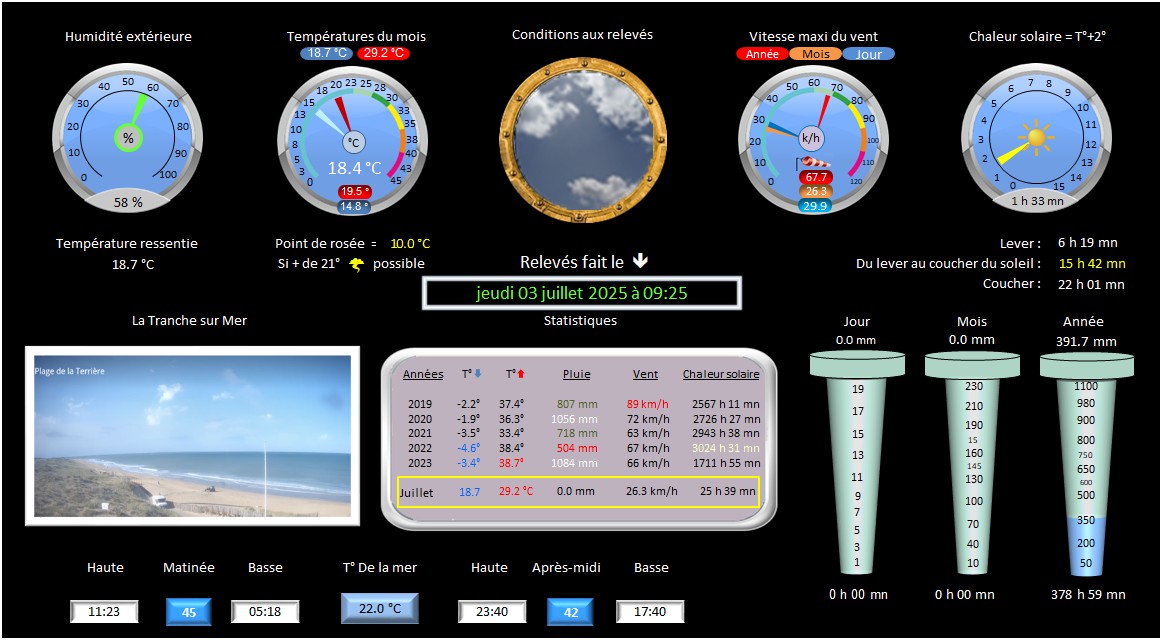 Humidité extérieure
Températures du mois
Conditions aux relevés
Vitesse maxi du vent
Chaleur solaire = T°+2°
18.7 °C 29.2 °C
Année Mois Jour
0 10 20 30 40 50 60 70 80 90 100
%
58 %
0 3 5 8 10 13 15 18 20 23 25 28 30 33 35 38 40 43 45
°C
18.4 °C
19.5 °
14.8 °
0 10 20 30 40 50 60 70 80 90 100 110 120
k/h
67.7
26.3
29.9
0 1 2 3 4 5 6 7 8 9 10 11 12 13 14 15
1 h 33 mn
Température ressentie
18.7 °C
Point de rosée = 10.0 °C
Si + de 21° possible
Relevés fait le
jeudi 03 juillet 2025 à 09:25
Lever : 6 h 19 mn
Du lever au coucher du soleil : 15 h 42 mn
Coucher : 22 h 01 mn
La Tranche sur Mer
Plage de la Terrière
Statistiques
Années T° T° Pluie Vent Chaleur solaire
2019 -2.2° 37.4° 807 mm 89 km/h 2567 h 11 mn
2020 -1.9° 36.3° 1056 mm 72 km/h 2726 h 27 mn
2021 -3.5° 33.4° 718 mm 63 km/h 2943 h 38 mn
2022 -4.6° 38.4° 504 mm 67 km/h 3024 h 31 mn
2023 -3.4° 38.7° 1084 mm 66 km/h 1711 h 55 mn
Juillet 18.7 29.2 °C 0.0 mm 26.3 km/h 25 h 39 mn
Jour
0.0 mm
19
17
15
13
11
9
7
5
3
1
0 h 00 mn
Mois
0.0 mm
230
210
190
15
160
145
130
100
70
40
10
0 h 00 mn
Année
391.7 mm
1100
980
900
800
750
650
600
500
350
200
50
378 h 59 mn
Haute Matinée Basse
11:23 45 05:18
T° De la mer
22.0 °C
Haute Après-midi Basse
23:40 42 17:40